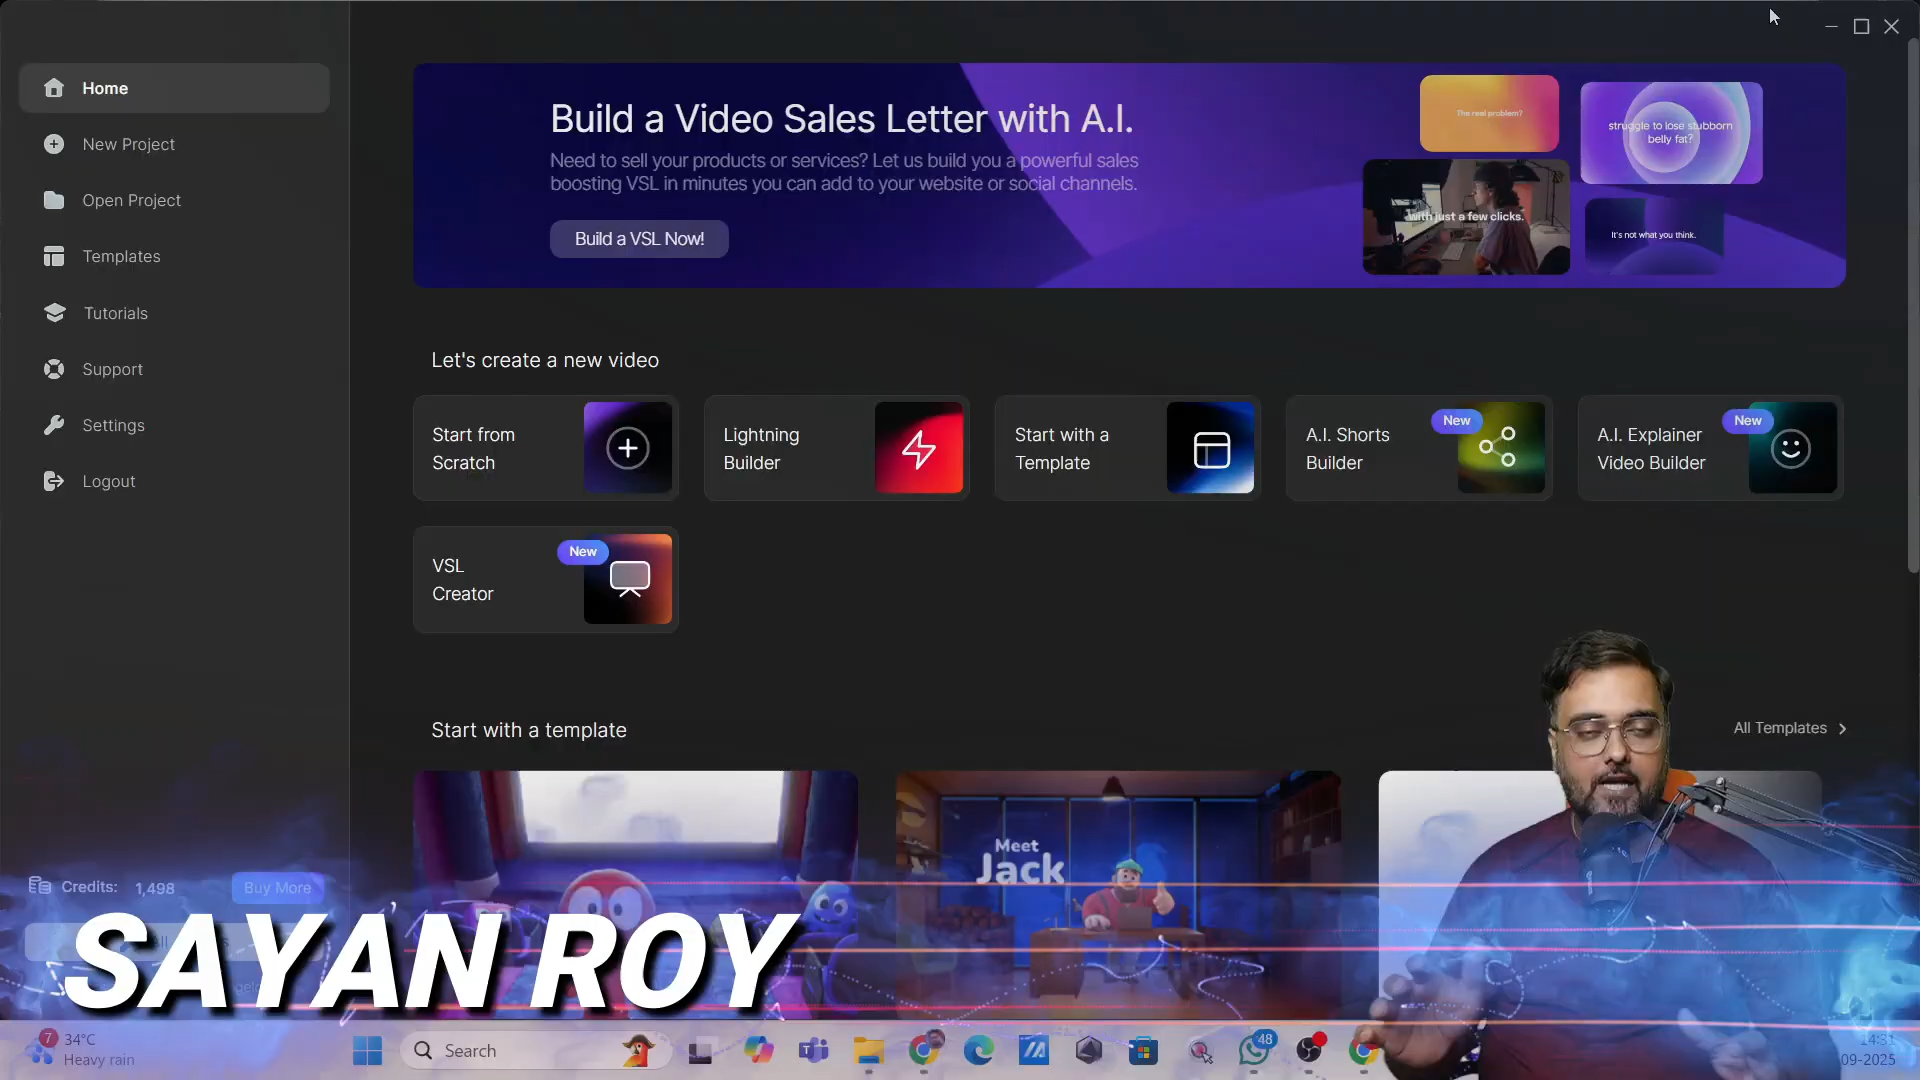 Home
New Project
Open Project
Templates
Tutorials
Support
Settings
Logout
Credits: 1,498
Buy More
Build a Video Sales Letter with A.I.
Need to sell your products or services? Let us build you a powerful sales
boosting VSL in minutes you can add to your website or social channels.
Build a VSL Now!
The real problem?
struggle to lose stubborn
belly fat?
with just a few clicks.
It's not what you think.
Let's create a new video
Start from
Scratch
Lightning
Builder
Start with a
Template
A.I. Shorts
Builder
New
A.I. Explainer
Video Builder
New
VSL
Creator
New
Start with a template
All Templates
Meet
Jack
SAYAN ROY
7
34°C
Heavy rain
Search
48
14:31
09-2025